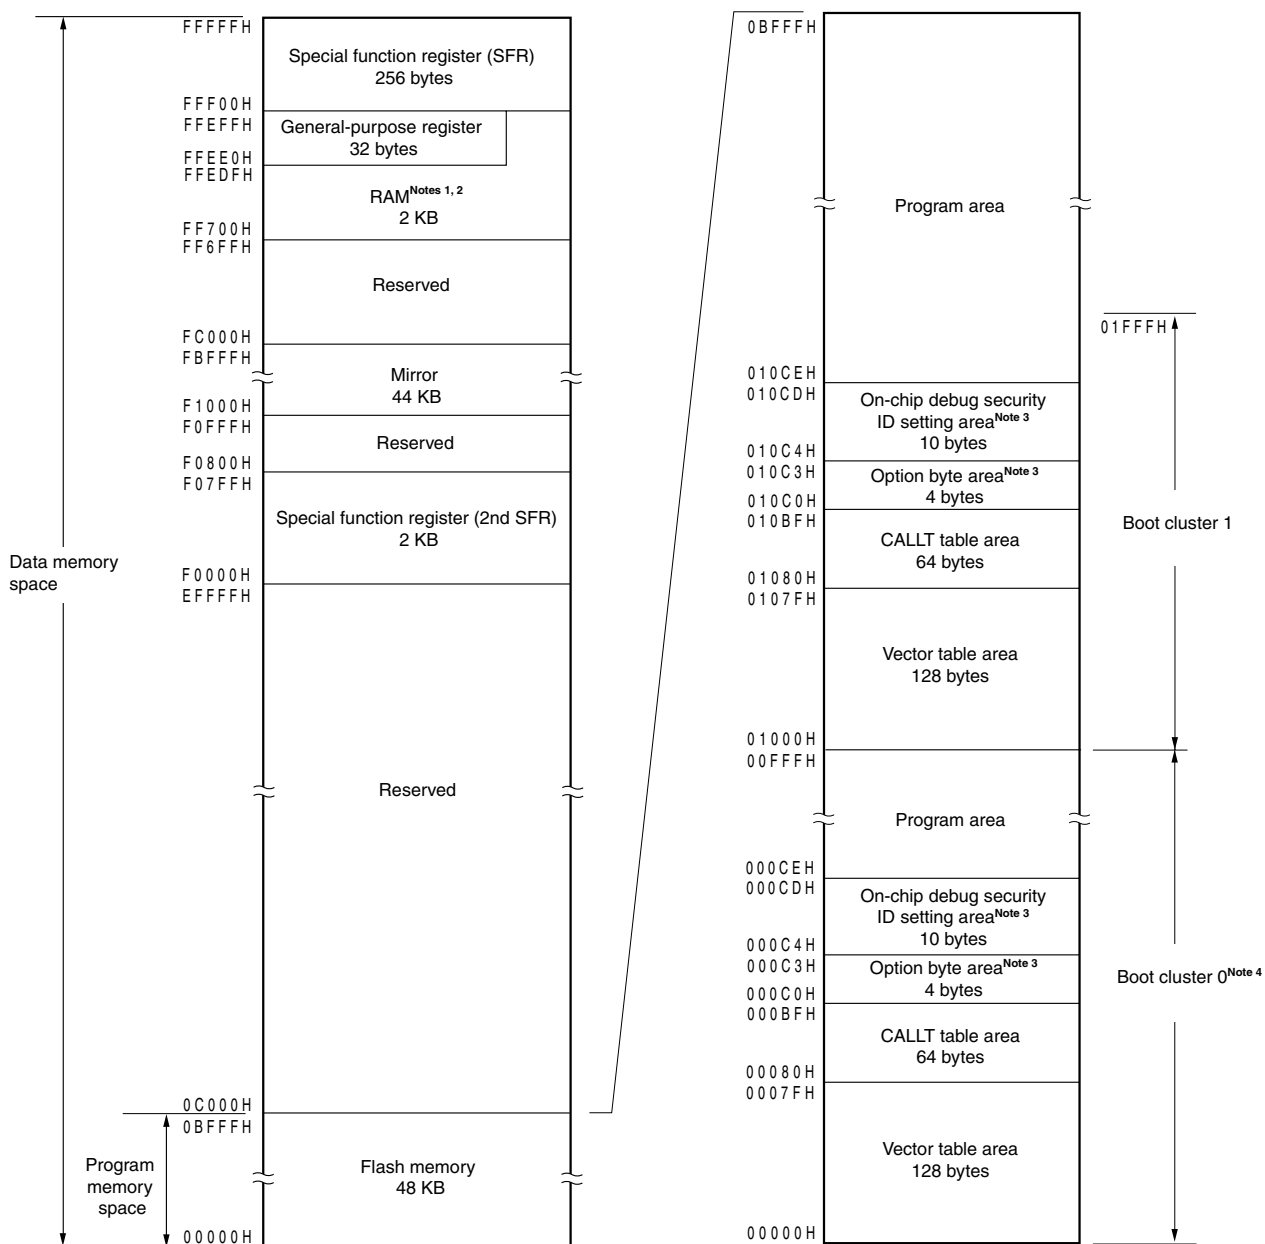 FFFFFH
Special function register (SFR)
256 bytes
FFF00H
FFEFFH
General-purpose register
32 bytes
FFEE0H
FFEDFH
RAMNotes 1, 2
2 KB
FF700H
FF6FFH
Reserved
FC000H
FBFFFH
Mirror
44 KB
F1000H
F0FFFH
Reserved
F0800H
F07FFH
Special function register (2nd SFR)
2 KB
Data memory
space
F0000H
EFFFFH
Reserved
0C000H
0BFFFH
Program
memory
space
Flash memory
48 KB
00000H
0BFFFH
Program area
01FFFH
010CEH
010CDH
On-chip debug security
ID setting areaNote 3
10 bytes
010C4H
010C3H
Option byte areaNote 3
4 bytes
010C0H
010BFH
CALLT table area
64 bytes
Boot cluster 1
01080H
0107FH
Vector table area
128 bytes
01000H
00FFFH
Program area
000CEH
000CDH
On-chip debug security
ID setting areaNote 3
10 bytes
000C4H
000C3H
Option byte areaNote 3
4 bytes
Boot cluster 0Note 4
000C0H
000BFH
CALLT table area
64 bytes
00080H
0007FH
Vector table area
128 bytes
00000H